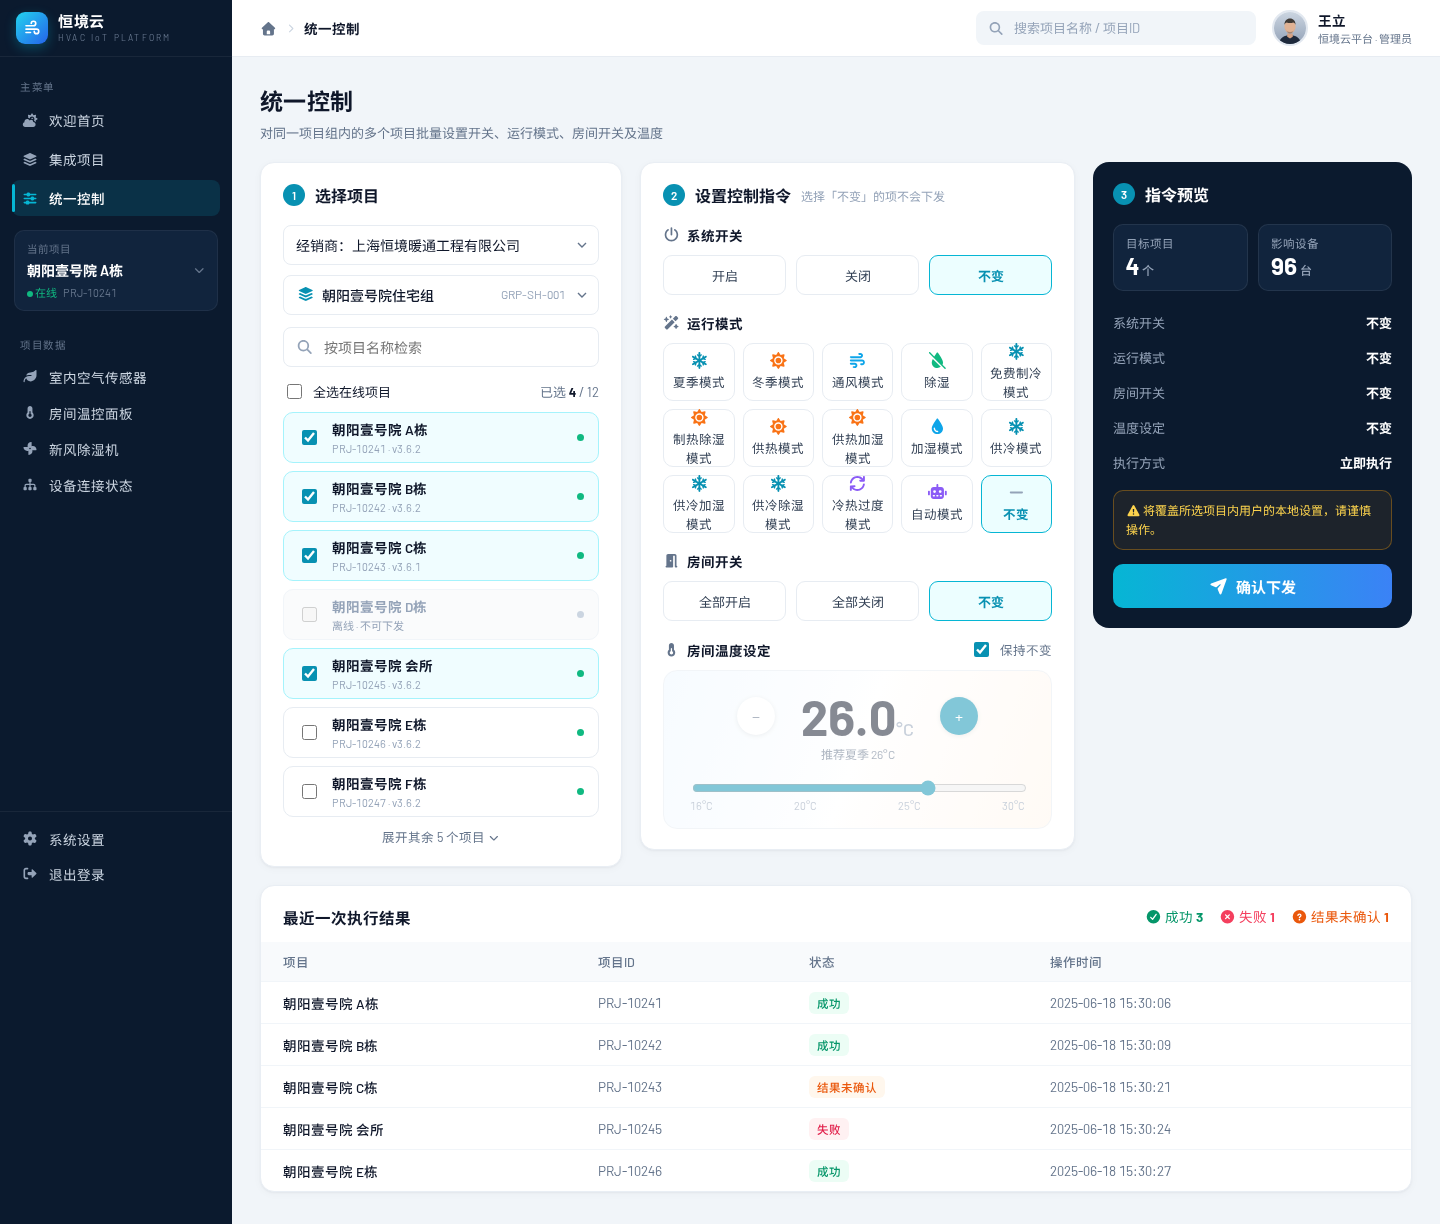 恒境云
HVAC IoT PLATFORM
主菜单
欢迎首页
集成项目
统一控制
当前项目
朝阳壹号院 A栋
在线 PRJ-10241
项目数据
室内空气传感器
房间温控面板
新风除湿机
设备连接状态
系统设置
退出登录
统一控制
搜索项目名称 / 项目ID
王立
恒境云平台 · 管理员
统一控制
对同一项目组内的多个项目批量设置开关、运行模式、房间开关及温度
1 选择项目
经销商：上海恒境暖通工程有限公司
朝阳壹号院住宅组 GRP-SH-001
按项目名称检索
全选在线项目 已选 4 / 12
朝阳壹号院 A栋
PRJ-10241 · v3.6.2
朝阳壹号院 B栋
PRJ-10242 · v3.6.2
朝阳壹号院 C栋
PRJ-10243 · v3.6.1
朝阳壹号院 D栋
离线 · 不可下发
朝阳壹号院 会所
PRJ-10245 · v3.6.2
朝阳壹号院 E栋
PRJ-10246 · v3.6.2
朝阳壹号院 F栋
PRJ-10247 · v3.6.2
展开其余 5 个项目
2 设置控制指令 选择「不变」的项不会下发
系统开关
开启 关闭 不变
运行模式
夏季模式 冬季模式 通风模式 除湿 免费制冷
模式
制热除湿
模式 供热模式 供热加湿
模式 加湿模式 供冷模式
供冷加湿
模式 供冷除湿
模式 冷热过度
模式 自动模式 不变
房间开关
全部开启 全部关闭 不变
房间温度设定 保持不变
− 26.0°C +
推荐夏季 26°C
16°C 20°C 25°C 30°C
3 指令预览
目标项目
4 个
影响设备
96 台
系统开关 不变
运行模式 不变
房间开关 不变
温度设定 不变
执行方式 立即执行
将覆盖所选项目内用户的本地设置，请谨慎
操作。
确认下发
最近一次执行结果 成功 3 失败 1 结果未确认 1
项目 项目ID 状态 操作时间
朝阳壹号院 A栋 PRJ-10241 成功 2025-06-18 15:30:06
朝阳壹号院 B栋 PRJ-10242 成功 2025-06-18 15:30:09
朝阳壹号院 C栋 PRJ-10243 结果未确认 2025-06-18 15:30:21
朝阳壹号院 会所 PRJ-10245 失败 2025-06-18 15:30:24
朝阳壹号院 E栋 PRJ-10246 成功 2025-06-18 15:30:27